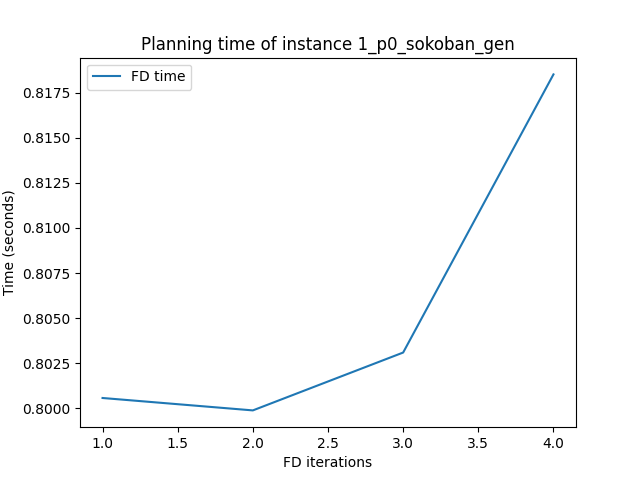 Planning time of instance 1_p0_sokoban_gen
FD time
0.8175
0.8150
0.8125
0.8100
0.8075
0.8050
0.8025
0.8000
Time (seconds)
1.0 1.5 2.0 2.5 3.0 3.5 4.0
FD iterations